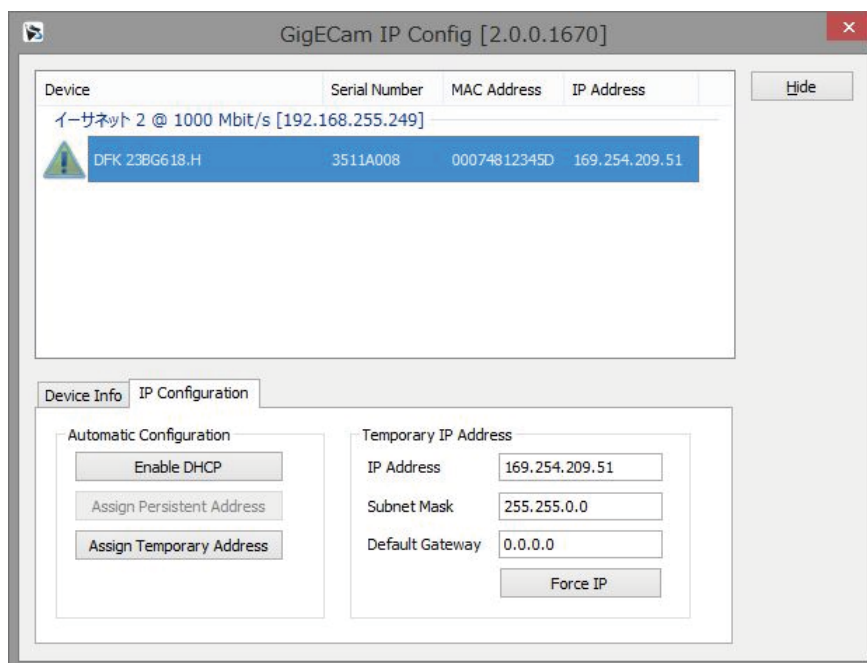 GigECam IP Config [2.0.0.1670]
Device Serial Number MAC Address IP Address
Hide
イーサネット 2 @ 1000 Mbit/s [192.168.255.249]
DFK 23BG618.H 3511A008 00074812345D 169.254.209.51
Device Info IP Configuration
Automatic Configuration
Enable DHCP
Assign Persistent Address
Assign Temporary Address
Temporary IP Address
IP Address 169.254.209.51
Subnet Mask 255.255.0.0
Default Gateway 0.0.0.0
Force IP